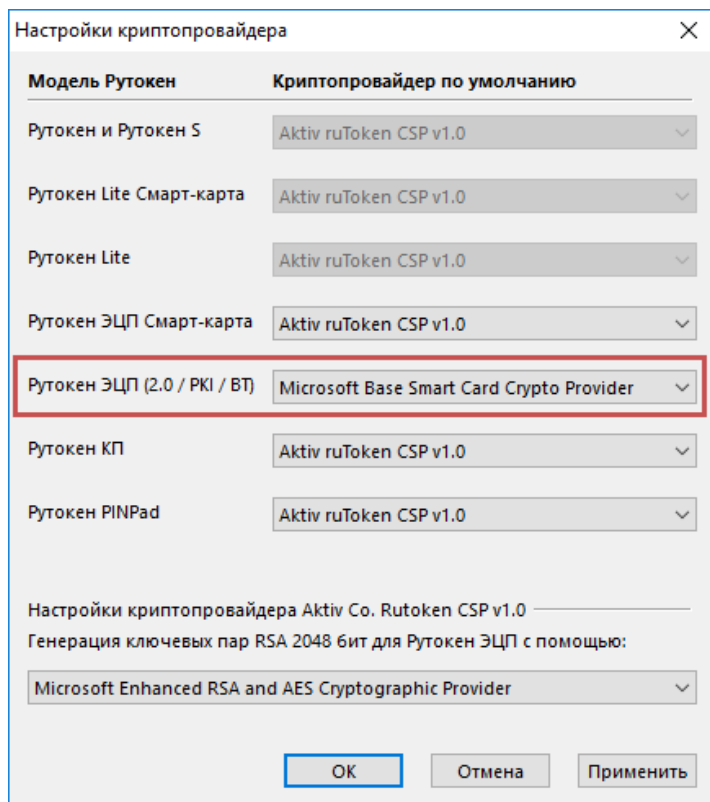 Настройки криптопровайдера
Модель Рутокен Криптопровайдер по умолчанию
Рутокен и Рутокен S Aktiv ruToken CSP v1.0
Рутокен Lite Смарт-карта Aktiv ruToken CSP v1.0
Рутокен Lite Aktiv ruToken CSP v1.0
Рутокен ЭЦП Смарт-карта Aktiv ruToken CSP v1.0
Рутокен ЭЦП (2.0 / PKI / BT) Microsoft Base Smart Card Crypto Provider
Рутокен КП Aktiv ruToken CSP v1.0
Рутокен PINPad Aktiv ruToken CSP v1.0
Настройки криптопровайдера Aktiv Co. Rutoken CSP v1.0
Генерация ключевых пар RSA 2048 бит для Рутокен ЭЦП с помощью:
Microsoft Enhanced RSA and AES Cryptographic Provider
ОК Отмена Применить